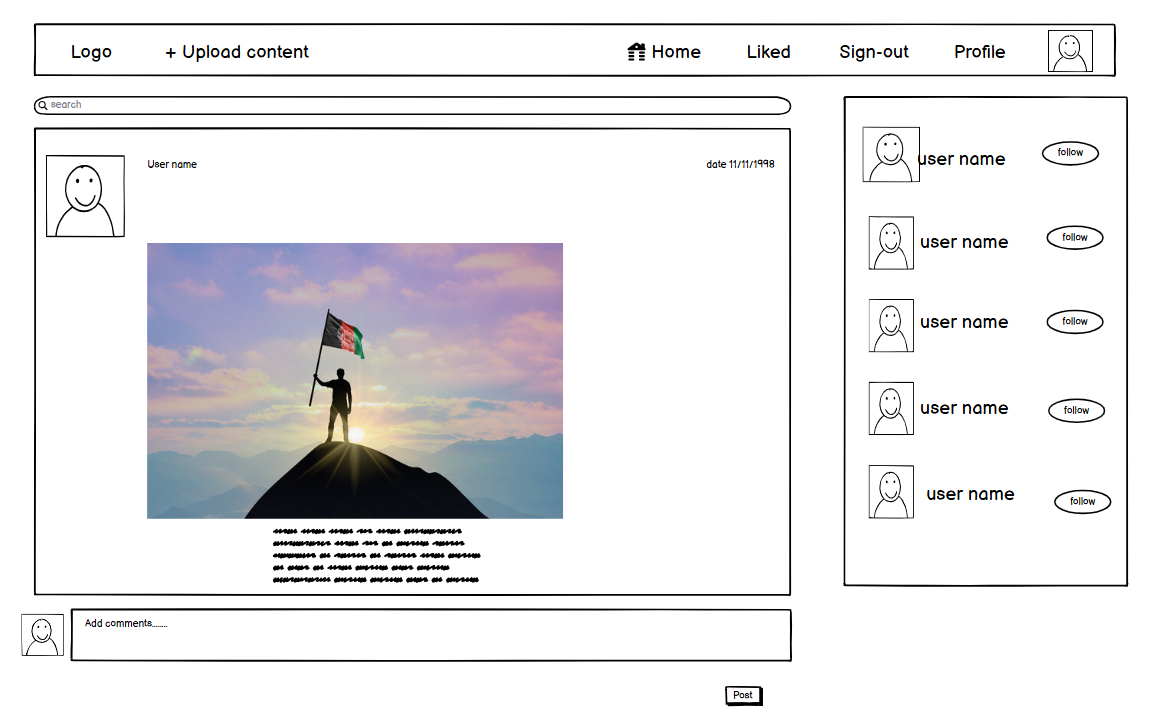 Logo
+ Upload content
Home
Liked
Sign-out
Profile
search
User name
date 11/11/1998
Add comments.......
Post
user name
follow
user name
follow
user name
follow
user name
follow
user name
follow